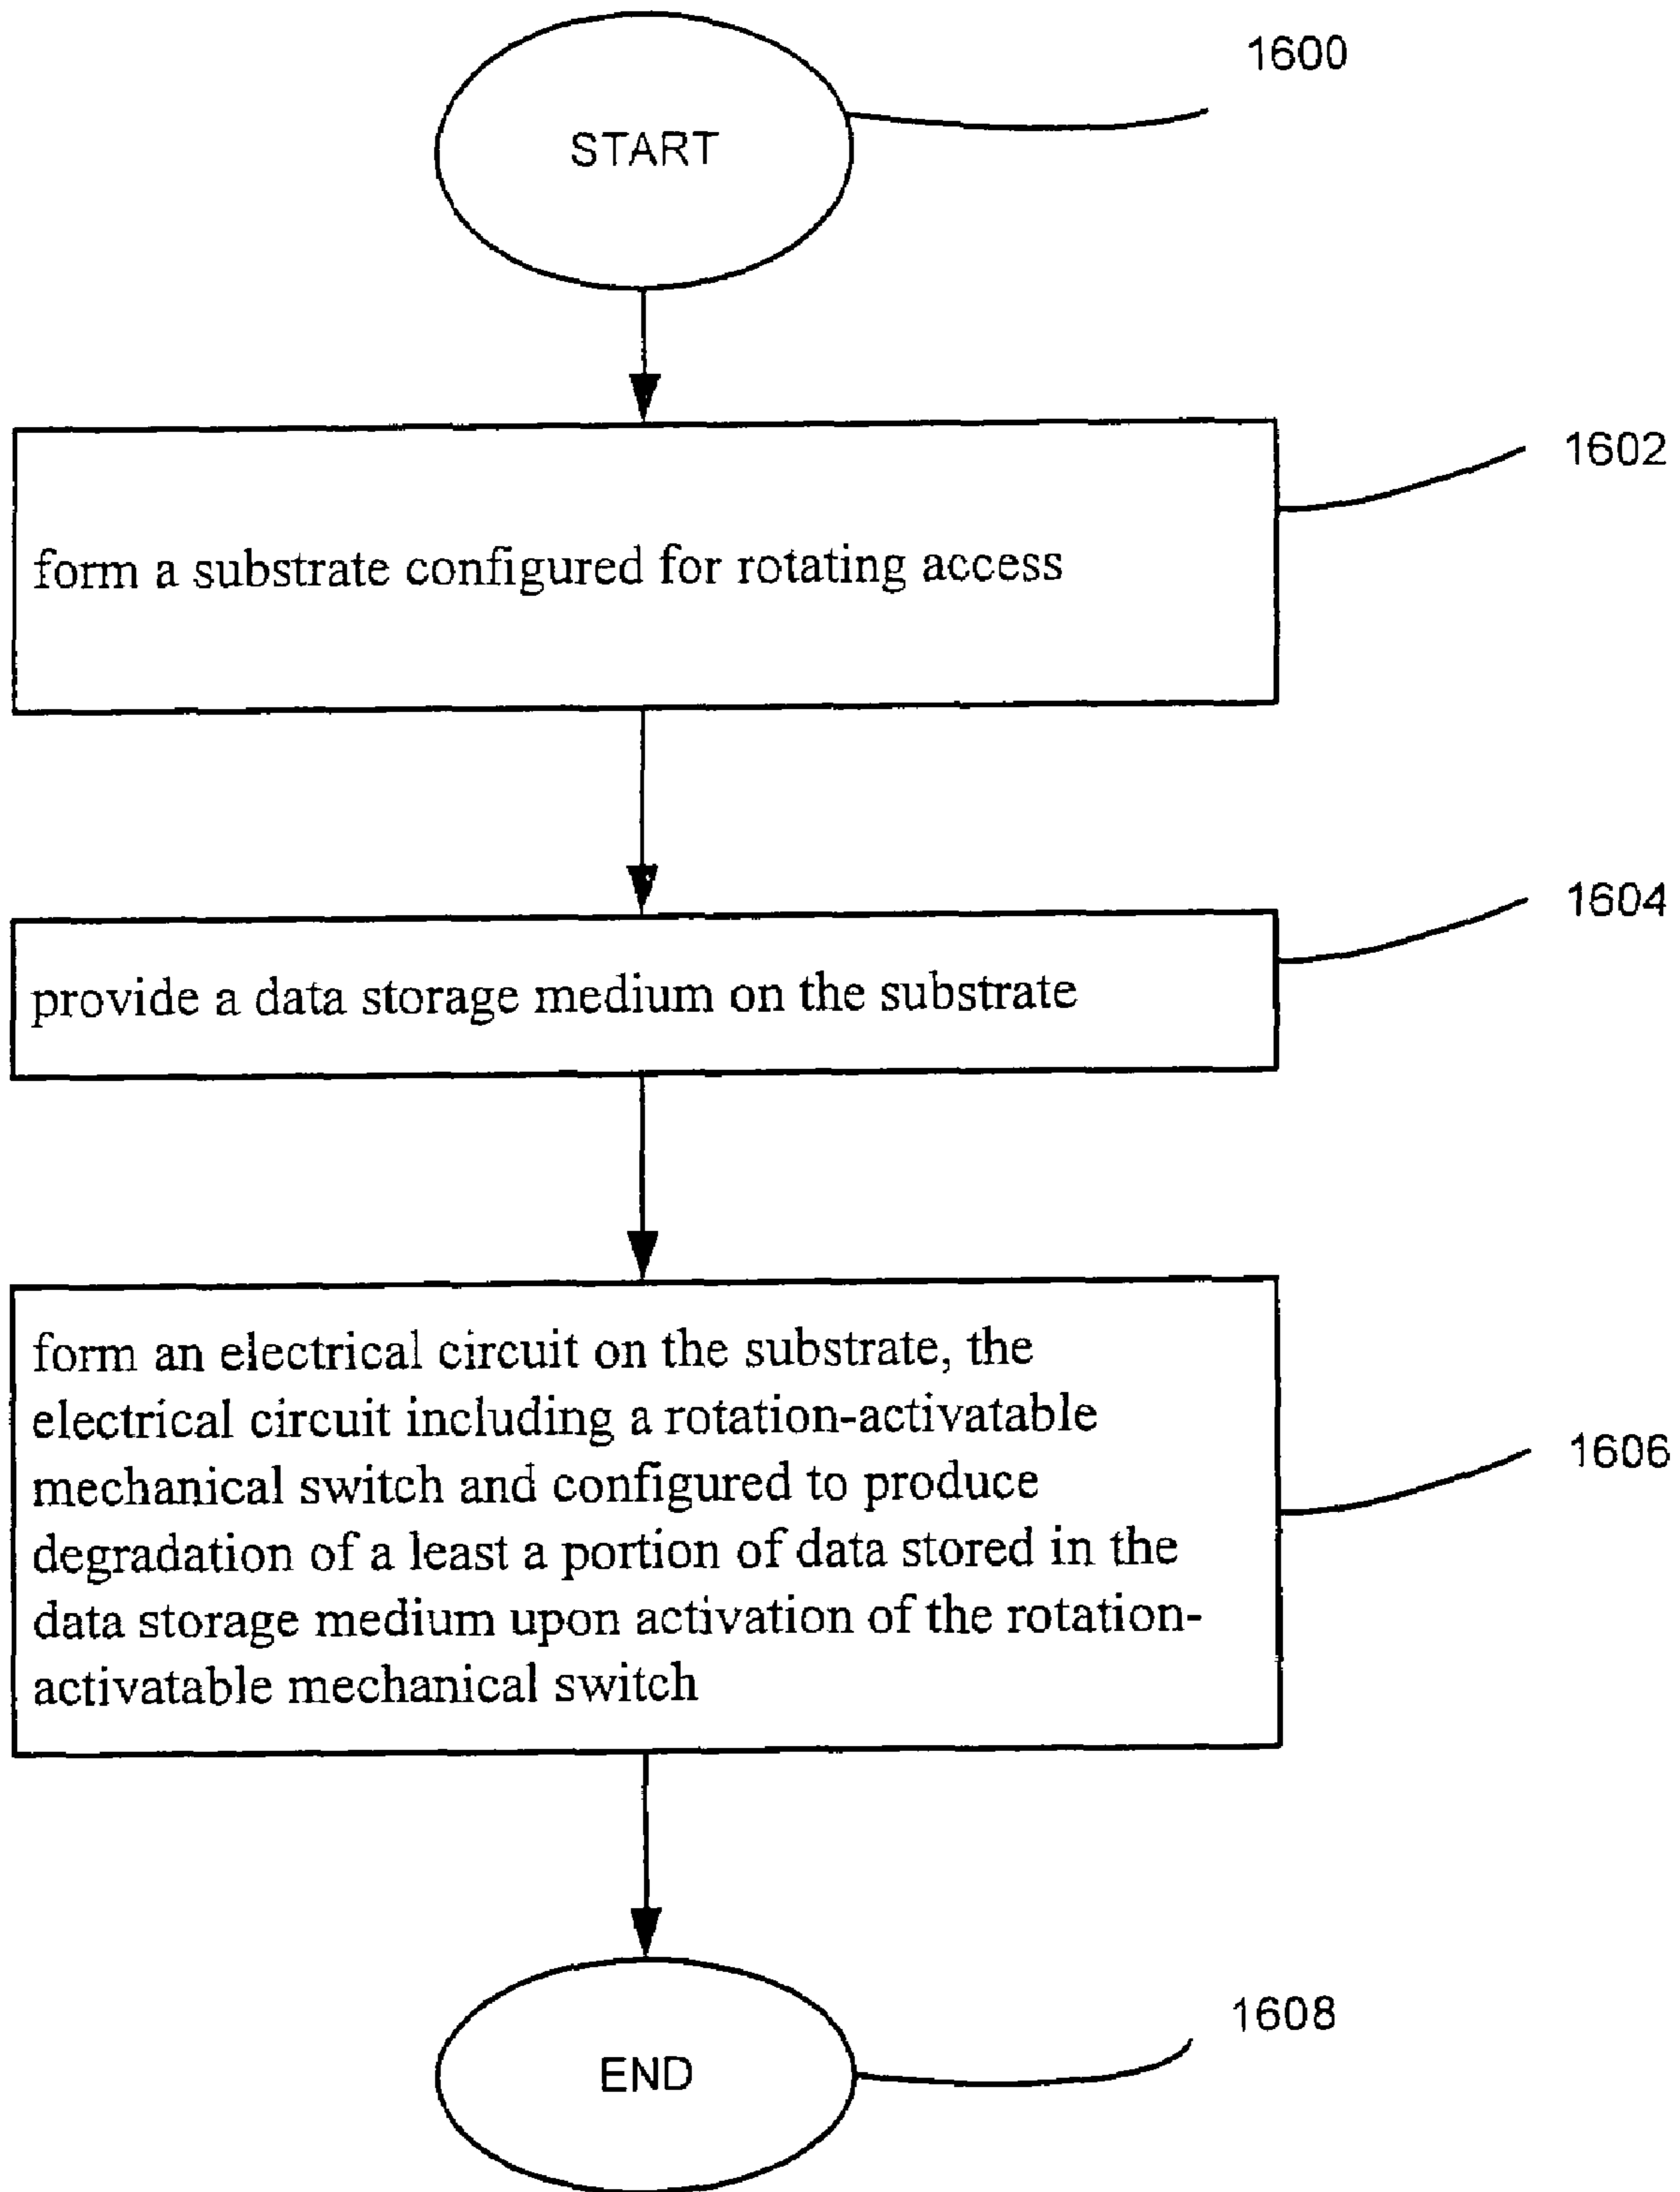 1600
START
1602
form a substrate configured for rotating access
1604
provide a data storage medium on the substrate
form an electrical circuit on the substrate, the
electrical circuit including a rotation-activatable
mechanical switch and configured to produce
degradation of a least a portion of data stored in the
data storage medium upon activation of the rotation-
activatable mechanical switch
1606
1608
END